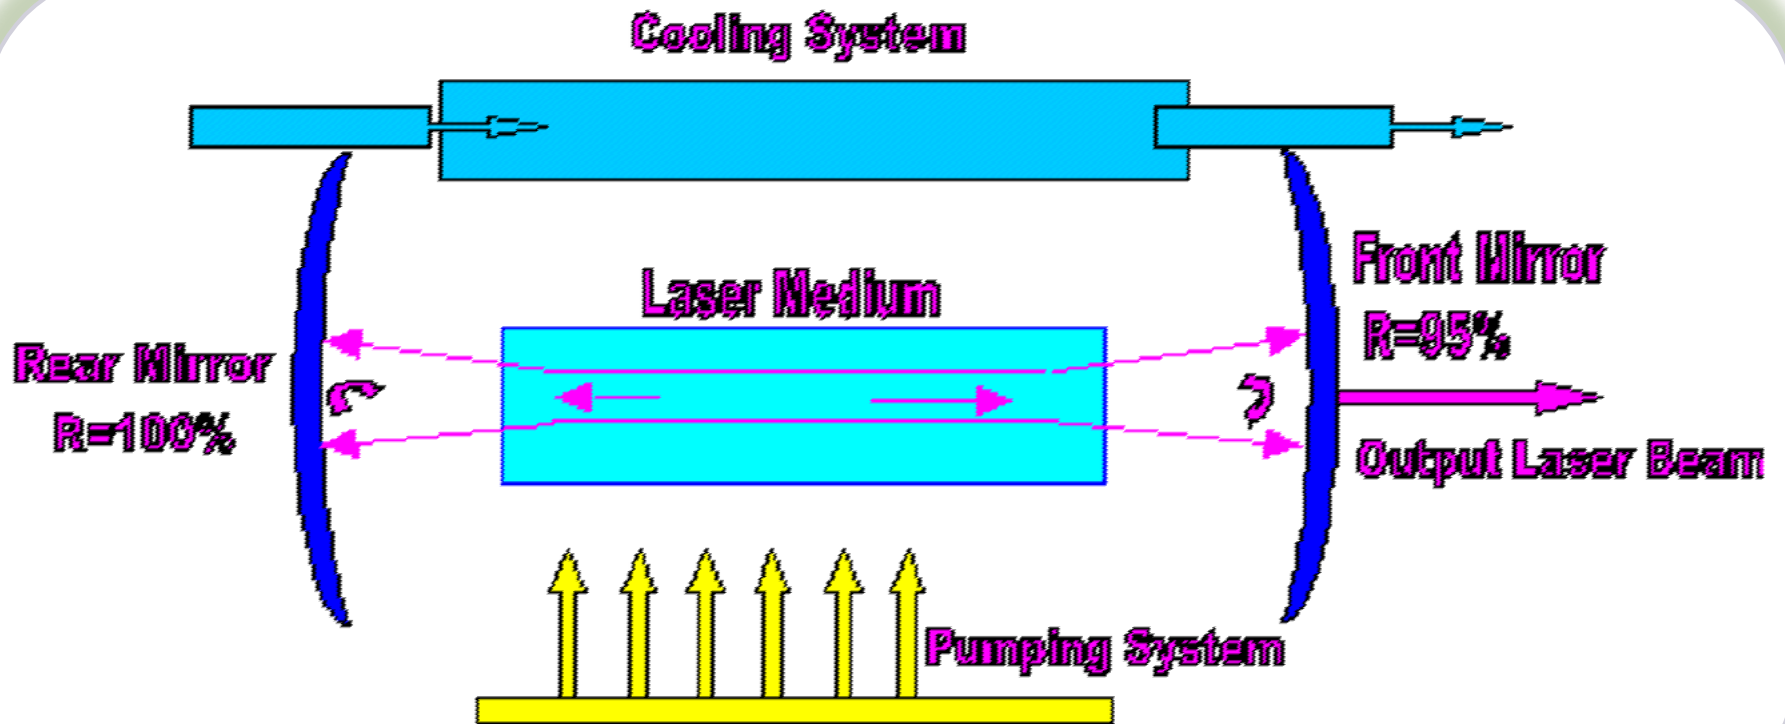 Cooling System
Laser Medium
Front Mirror
R=95%
Rear Mirror
R=100%
Output Laser Beam
Pumping System